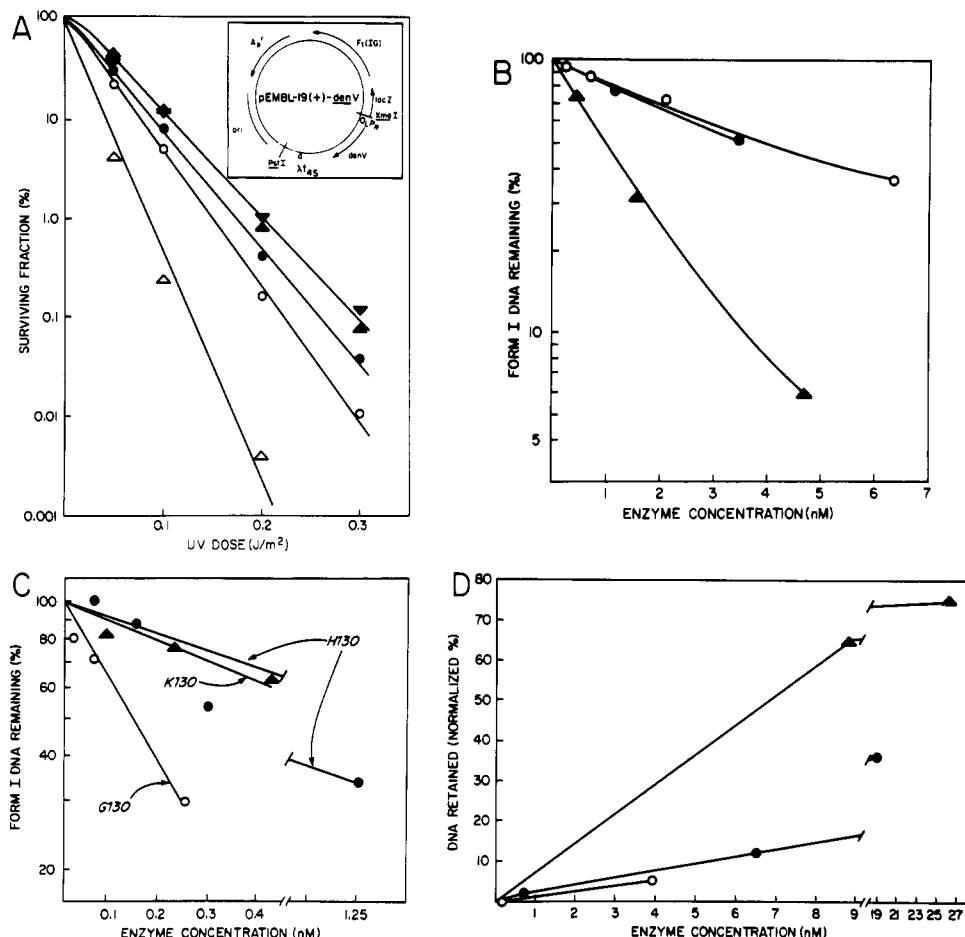 A
100
10
1.0
0.1
0.01
0.001
SURVIVING FRACTION (%)
0.1
0.2
0.3
UV DOSE (J/m²)
F₁(IG)
pEMBL-19(+)-denV
lacZ
Xma I
denV
λt₄S
Pst I
ori
B
100
10
5
FORM I DNA REMAINING (%)
1 2 3 4 5 6 7
ENZYME CONCENTRATION (nM)
C
100
80
60
40
20
FORM I DNA REMAINING (%)
H130
K130
G130
0.1 0.2 0.3 0.4 1.25
ENZYME CONCENTRATION (nM)
D
80
70
60
50
40
30
20
10
DNA RETAINED (NORMALIZED %)
1 2 3 4 5 6 7 8 9 19 21 23 25 27
ENZYME CONCENTRATION (nM)